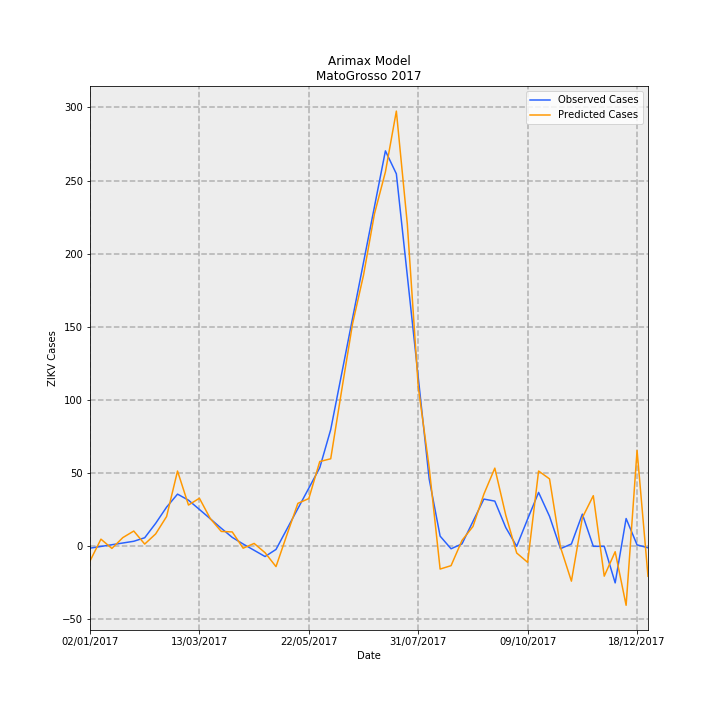 Arimax Model
MatoGrosso 2017
Observed Cases
Predicted Cases
300
250
200
150
100
50
0
−50
ZIKV Cases
02/01/2017
13/03/2017
22/05/2017
31/07/2017
09/10/2017
18/12/2017
Date